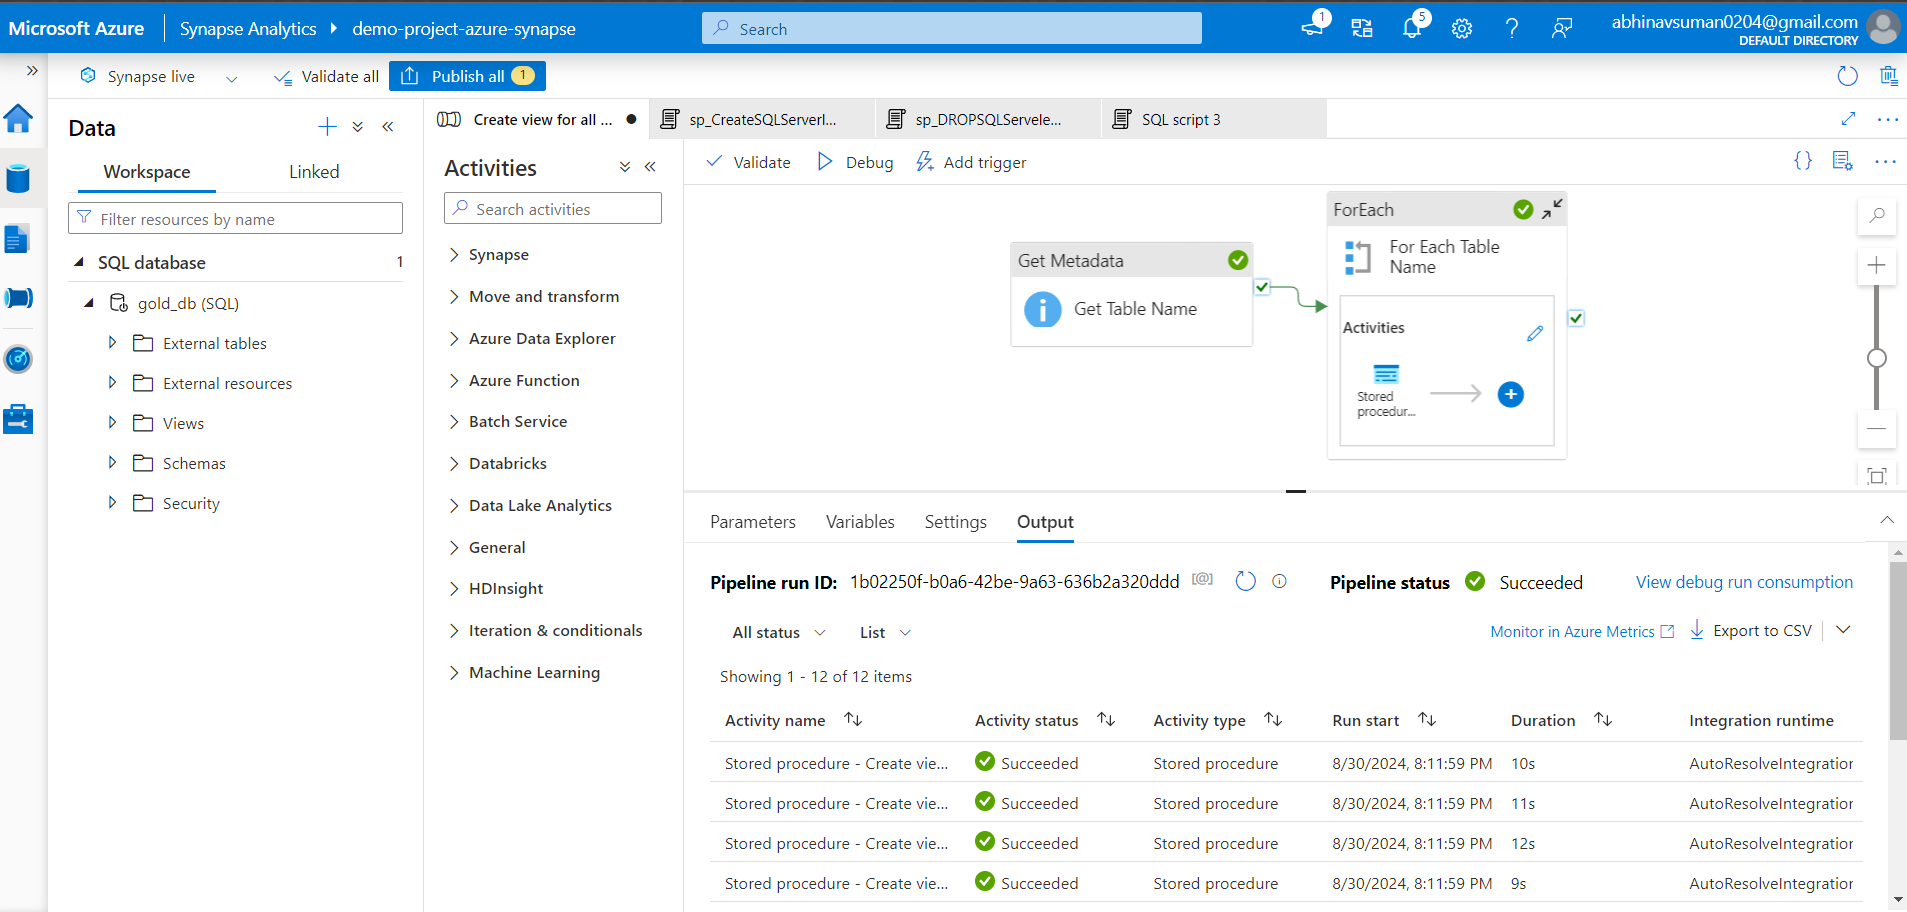 Microsoft Azure
Synapse Analytics
demo-project-azure-synapse
Search
1
5
abhinavsuman0204@gmail.com
DEFAULT DIRECTORY
Synapse live
Validate all
Publish all
1
Data
Workspace
Linked
Filter resources by name
SQL database
1
gold_db (SQL)
External tables
External resources
Views
Schemas
Security
Create view for all ...
sp_CreateSQLServerl...
sp_DROPSQLServele...
SQL script 3
Activities
Search activities
Synapse
Move and transform
Azure Data Explorer
Azure Function
Batch Service
Databricks
Data Lake Analytics
General
HDInsight
Iteration & conditionals
Machine Learning
Validate
Debug
Add trigger
Get Metadata
Get Table Name
ForEach
For Each Table
Name
Activities
Stored
procedur...
Parameters
Variables
Settings
Output
Pipeline run ID: 1b02250f-b0a6-42be-9a63-636b2a320ddd
Pipeline status
Succeeded
View debug run consumption
All status
List
Monitor in Azure Metrics
Export to CSV
Showing 1 - 12 of 12 items
Activity name Activity status Activity type Run start Duration Integration runtime
Stored procedure - Create vie... Succeeded Stored procedure 8/30/2024, 8:11:59 PM 10s AutoResolveIntegration
Stored procedure - Create vie... Succeeded Stored procedure 8/30/2024, 8:11:59 PM 11s AutoResolveIntegration
Stored procedure - Create vie... Succeeded Stored procedure 8/30/2024, 8:11:59 PM 12s AutoResolveIntegration
Stored procedure - Create vie... Succeeded Stored procedure 8/30/2024, 8:11:59 PM 9s AutoResolveIntegration